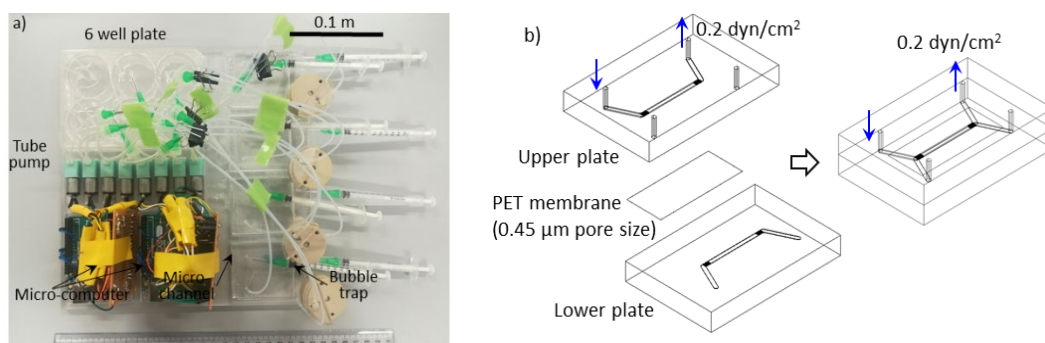 a)
6 well plate
0.1 m
Tube
pump
Micro-computer
Micro
channel
Bubble
trap
b)
0.2 dyn/cm²
Upper plate
PET membrane
(0.45 µm pore size)
Lower plate
0.2 dyn/cm²